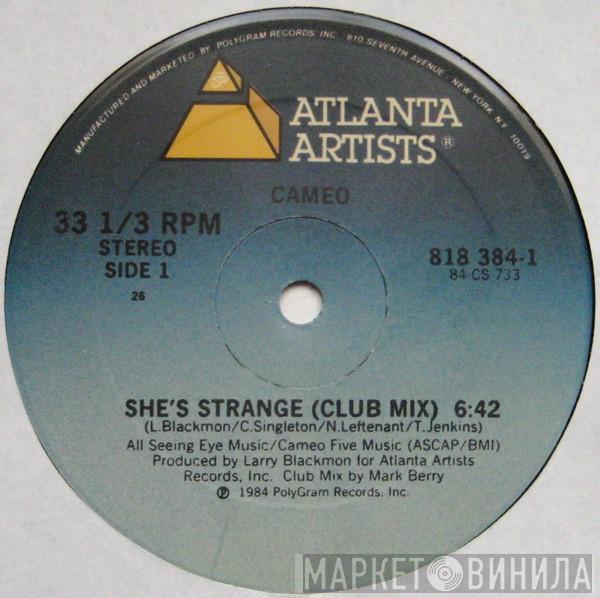 MANUFACTURED AND MARKETED BY POLYGRAM RECORDS INC. 810 SEVENTH AVENUE, NEW YORK, N.Y. 10019
ATLANTA
ARTISTS®
CAMEO
33 1/3 RPM
STEREO
SIDE 1
26
818 384-1
84 CS 733
SHE'S STRANGE (CLUB MIX) 6:42
(L.Blackmon/C.Singleton/N.Leftenant/T.Jenkins)
All Seeing Eye Music/Cameo Five Music (ASCAP/BMI)
Produced by Larry Blackmon for Atlanta Artists
Records, Inc. Club Mix by Mark Berry
℗ 1984 PolyGram Records, Inc.
МАРКЕТ ВИНИЛА